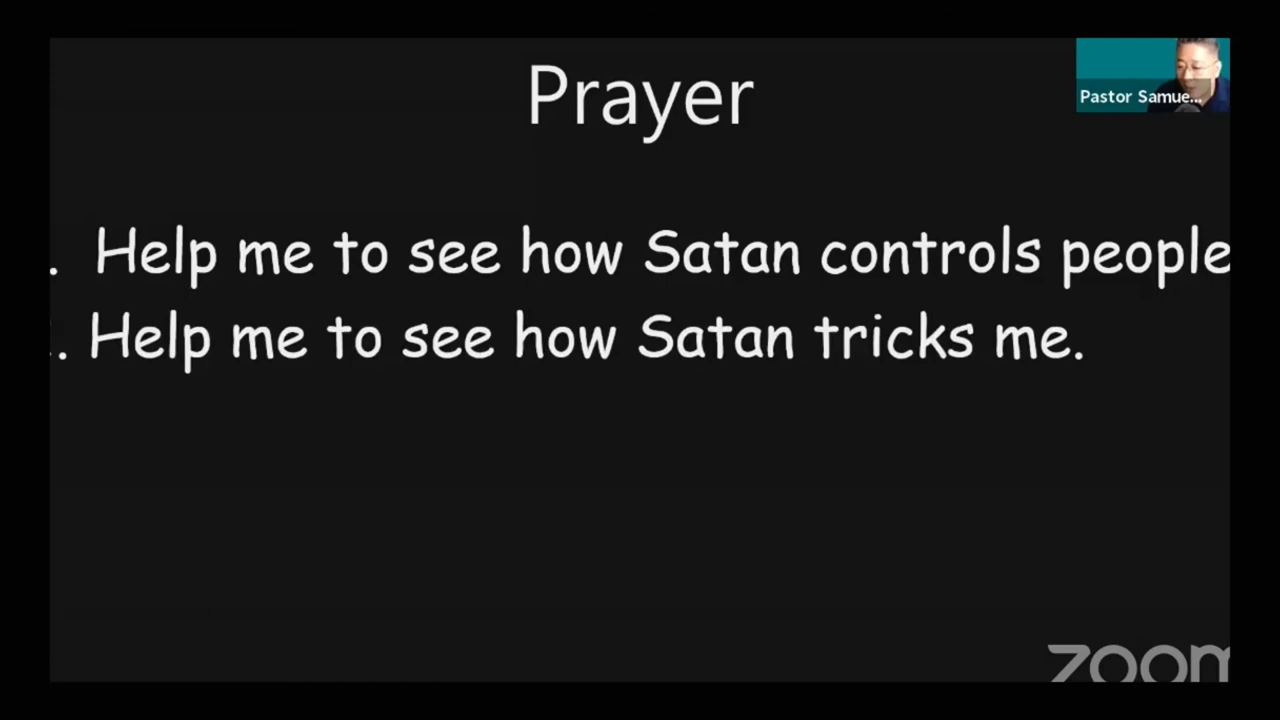 Prayer
Pastor Samue...
. Help me to see how Satan controls people
. Help me to see how Satan tricks me.
zoom